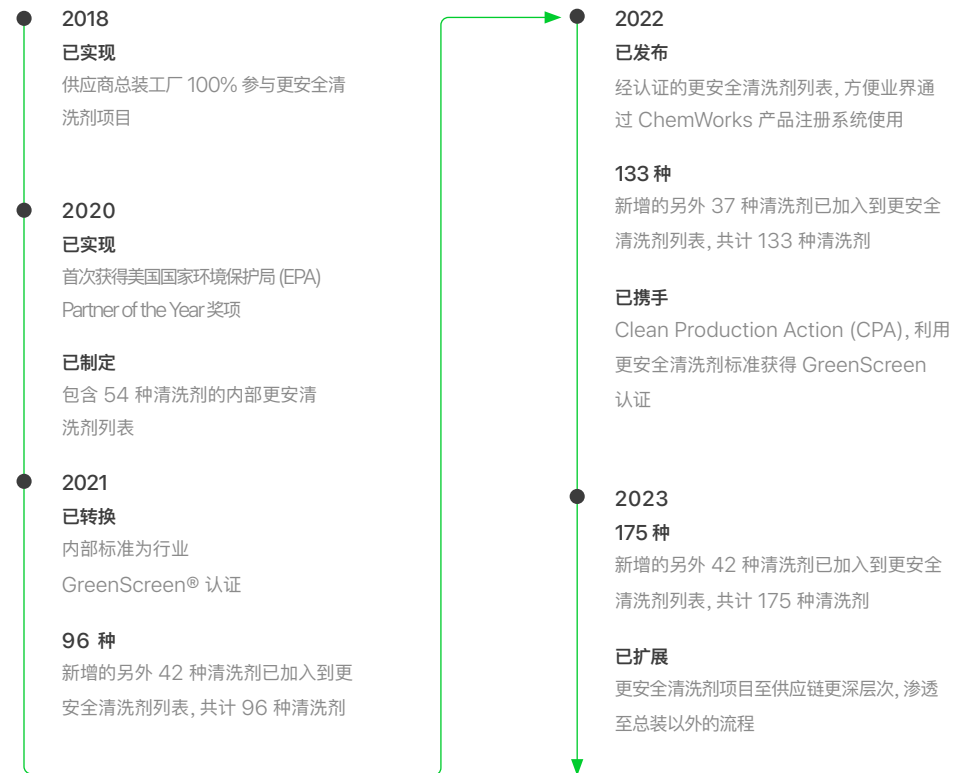 2018
已实现
供应商总装工厂 100% 参与更安全清
洗剂项目
2020
已实现
首次获得美国国家环境保护局 (EPA)
Partner of the Year 奖项
已制定
包含 54 种清洗剂的内部更安清
洗剂列表
2021
已转换
内部标准为行业
GreenScreen® 认证
96 种
新增的另外 42 种清洗剂已加入到更
安全清洗剂列表，共计 96 种清洗剂
2022
已发布
经认证的更安全清洗剂列表，方便业界通
过 ChemWorks 产品注册系统使用
133 种
新增的另外 37 种清洗剂已加入到更安全
清洗剂列表，共计 133 种清洗剂
已携手
Clean Production Action (CPA)，利用
更安全清洗剂标准获得 GreenScreen
认证
2023
175 种
新增的另外 42 种清洗剂已加入到更安全
清洗剂列表，共计 175 种清洗剂
已扩展
更安全清洗剂项目至供应链更深层次，渗透
至总装以外的流程